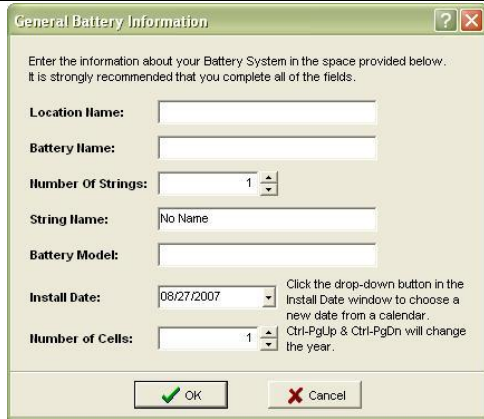 General Battery Information
Enter the information about your Battery System in the space provided below.
It is strongly recommended that you complete all of the fields.
Location Name:
Battery Name:
Number Of Strings: 1
String Name: No Name
Battery Model:
Install Date: 08/27/2007
Click the drop-down button in the
Install Date window to choose a
new date from a calendar.
Ctrl-PgUp & Ctrl-PgDn will change
the year.
Number of Cells: 1
OK Cancel